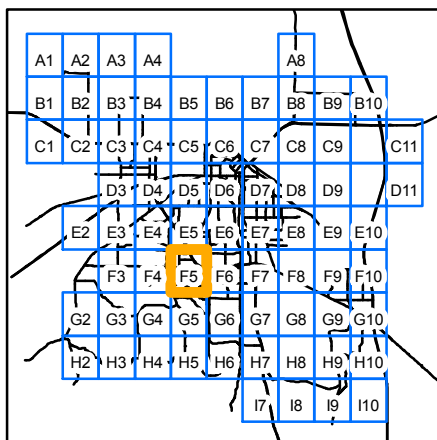 A1 A2 A3 A4 A8
B1 B2 B3 B4 B5 B6 B7 B8 B9 B10
C1 C2 C3 C4 C5 C6 C7 C8 C9 C11
D3 D4 D5 D6 D7 D8 D9 D11
E2 E3 E4 E5 E6 E7 E8 E9 E10
F3 F4 F5 F6 F7 F8 F9 F10
G2 G3 G4 G5 G6 G7 G8 G9 G10
H2 H3 H4 H5 H6 H7 H8 H9 H10
I7 I8 I9 I10